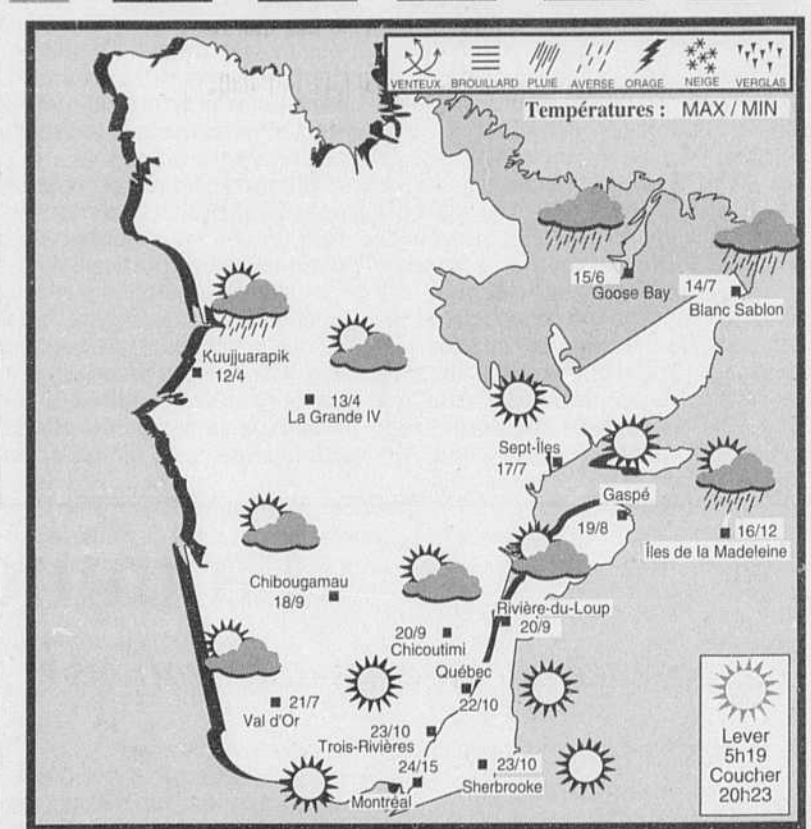 VENTEUX BROUILLARD PLUIE AVERSE ORAGE NEIGE VERGLAS
Températures : MAX / MIN
15/6
Goose Bay
14/7
Blanc Sablon
Kuujjuarapik
12/4
13/4
La Grande IV
Sept-Îles
17/7
Gaspé
19/8
16/12
Îles de la Madeleine
Chibougamau
18/9
Rivière-du-Loup
20/9
20/9
Chicoutimi
Québec
22/10
21/7
Val d'Or
23/10
Trois-Rivières
24/15
Montréal
23/10
Sherbrooke
Lever
5h19
Coucher
20h23